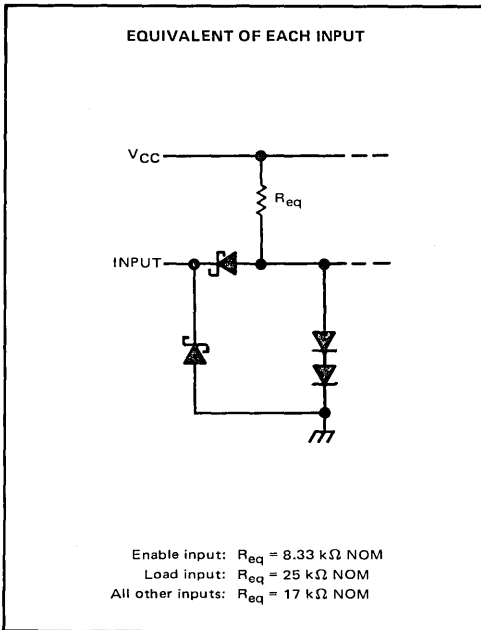 EQUIVALENT OF EACH INPUT
VCC
Req
INPUT
Enable input: Req = 8.33 kΩ NOM
Load input: Req = 25 kΩ NOM
All other inputs: Req = 17 kΩ NOM